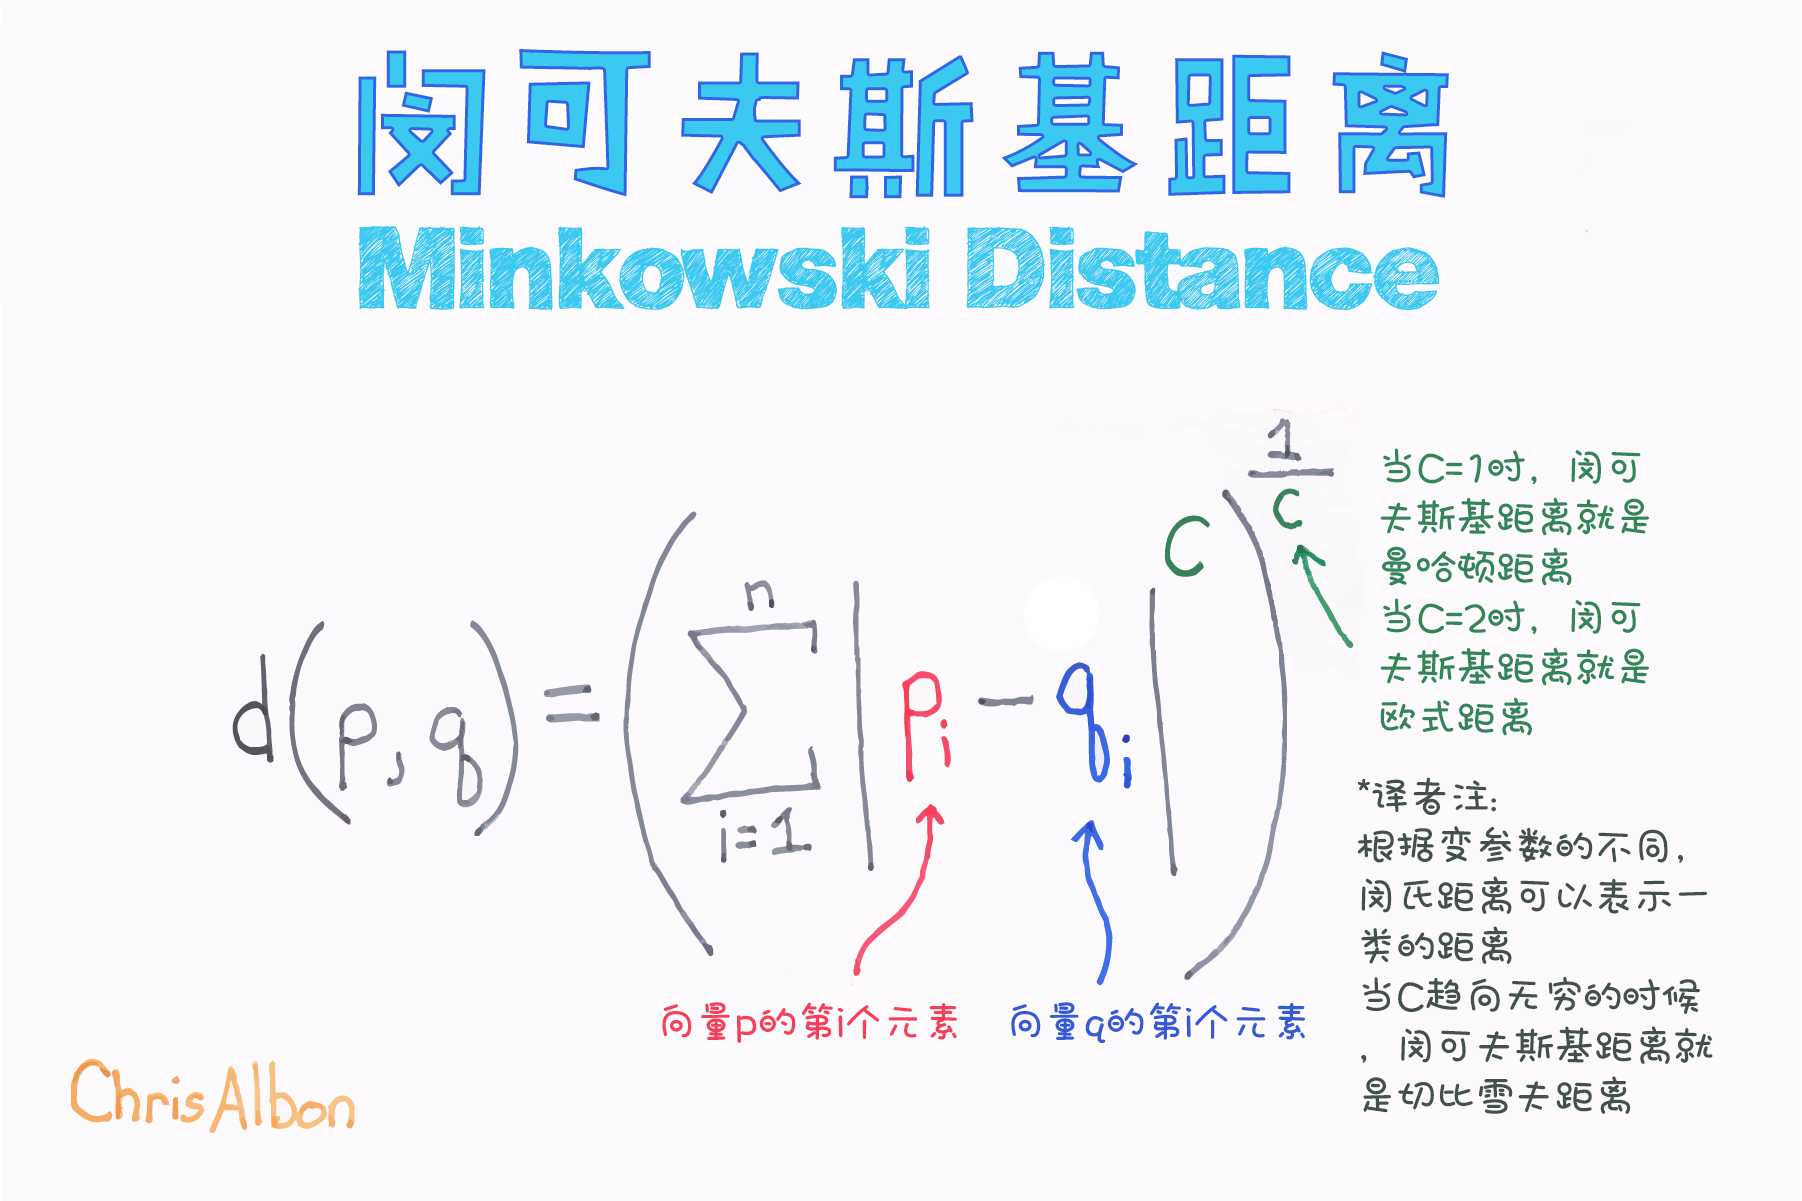 闵可夫斯基距离
Minkowski Distance
d(p,q) = (∑_{i=1}^{n} |p_i − q_i|^C)^{1/C}
当C=1时，闵可
夫斯基距离就是
曼哈顿距离
当C=2时，闵可
夫斯基距离就是
欧式距离
*译者注:
根据变参数的不同，
闵氏距离可以表示一
类的距离
当C趋向无穷的时候
，闵可夫斯基距离就
是切比雪夫距离
向量p的第i个元素
向量q的第i个元素
ChrisAlbon